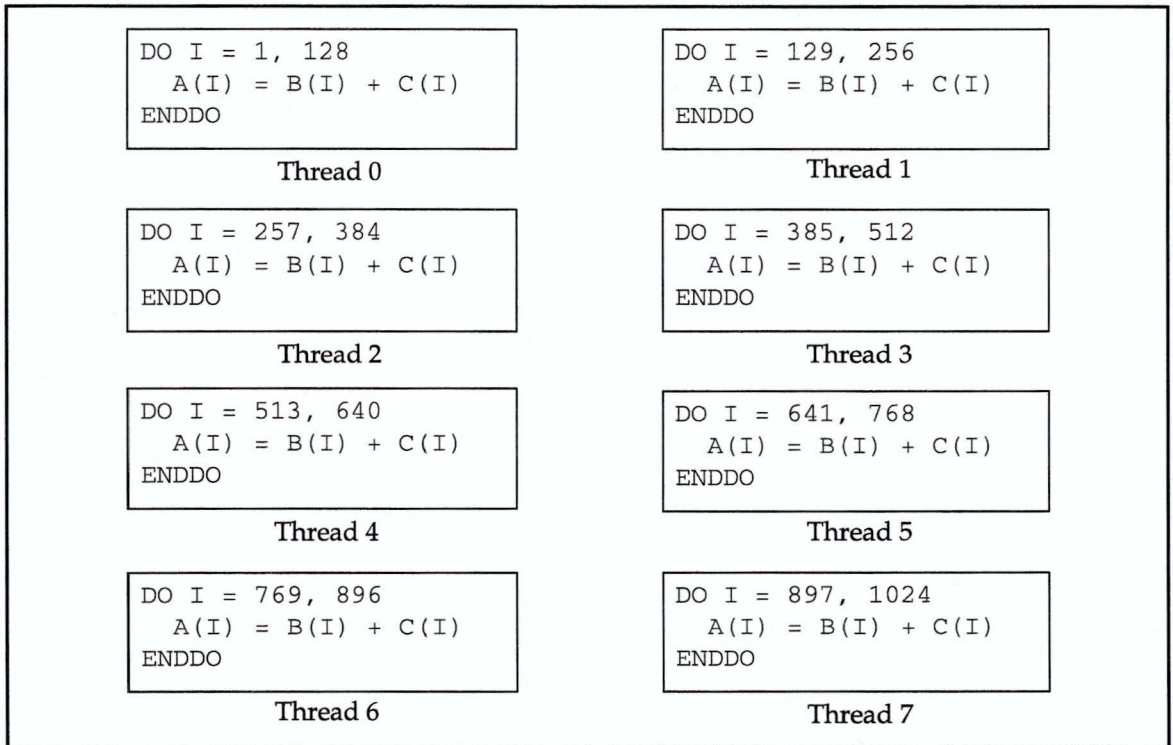 DO I = 1, 128
A(I) = B(I) + C(I)
ENDDO
Thread 0
DO I = 129, 256
A(I) = B(I) + C(I)
ENDDO
Thread 1
DO I = 257, 384
A(I) = B(I) + C(I)
ENDDO
Thread 2
DO I = 385, 512
A(I) = B(I) + C(I)
ENDDO
Thread 3
DO I = 513, 640
A(I) = B(I) + C(I)
ENDDO
Thread 4
DO I = 641, 768
A(I) = B(I) + C(I)
ENDDO
Thread 5
DO I = 769, 896
A(I) = B(I) + C(I)
ENDDO
Thread 6
DO I = 897, 1024
A(I) = B(I) + C(I)
ENDDO
Thread 7